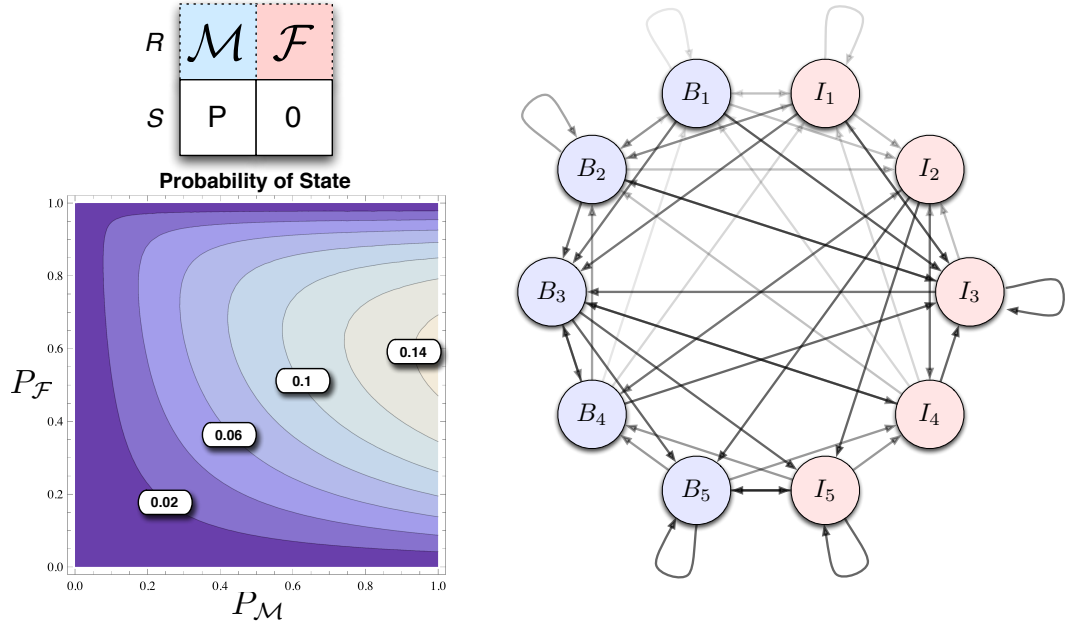 R M F
S P 0
Probability of State
1.0
0.8
0.6
0.4
0.2
0.0
P_F
0.14
0.1
0.06
0.02
0.0 0.2 0.4 0.6 0.8 1.0
P_M
B1 I1
B2 I2
B3 I3
B4 I4
B5 I5